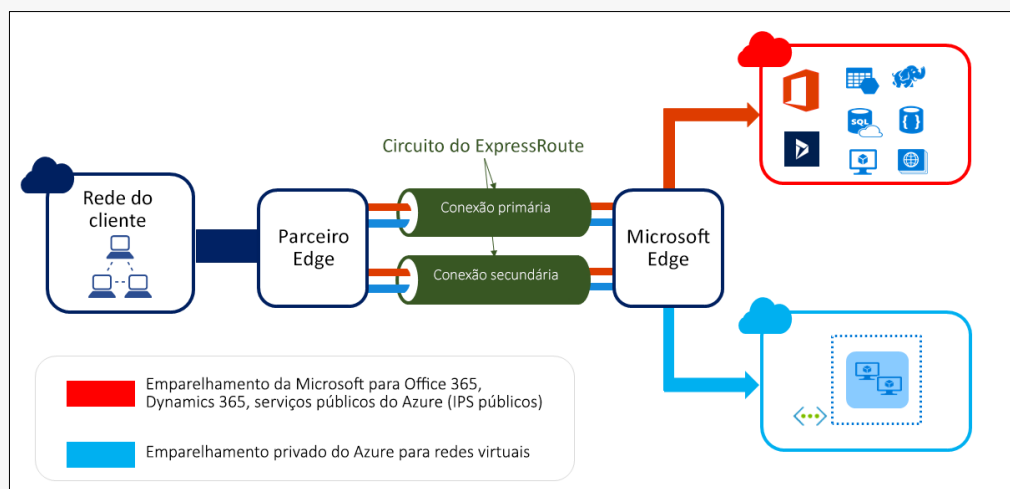 Circuito do ExpressRoute
Rede do
cliente
Parceiro
Edge
Conexão primária
Conexão secundária
Microsoft
Edge
SQL
Emparelhamento da Microsoft para Office 365,
Dynamics 365, serviços públicos do Azure (IPS públicos)
Emparelhamento privado do Azure para redes virtuais